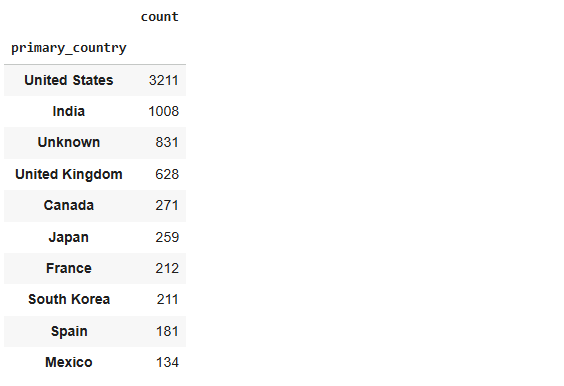 count
primary_country
United States 3211
India 1008
Unknown 831
United Kingdom 628
Canada 271
Japan 259
France 212
South Korea 211
Spain 181
Mexico 134